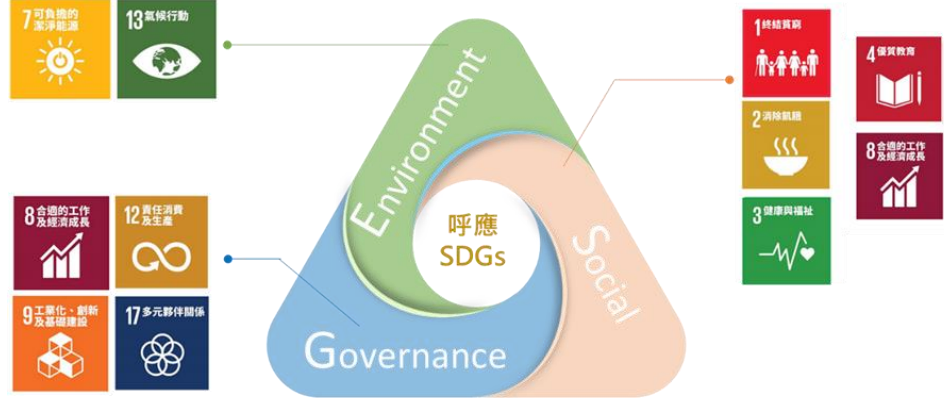 7 可負擔的
潔淨能源
13 氣候行動
Environment
1 終結貧窮
4 優質教育
2 消除飢餓
8 合適的工作
及經濟成長
3 健康與福祉
8 合適的工作
及經濟成長
12 責任消費
及生產
呼應
SDGs
Social
9 工業化、創新
及基礎建設
17 多元夥伴關係
Governance